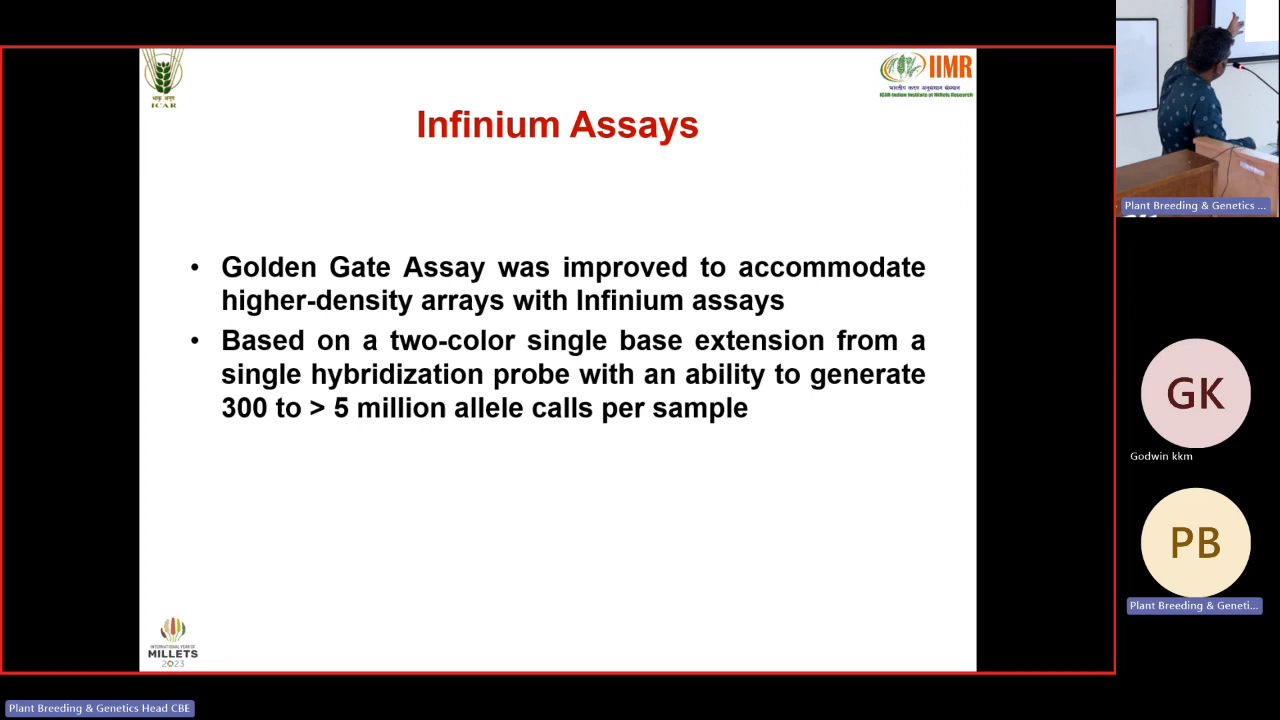 ICAR
IIMR
ICAR-Indian Institute of Millets Research
Infinium Assays
• Golden Gate Assay was improved to accommodate
higher-density arrays with Infinium assays
• Based on a two-color single base extension from a
single hybridization probe with an ability to generate
300 to > 5 million allele calls per sample
INTERNATIONAL YEAR OF
MILLETS
2023
Plant Breeding & Genetics Head CBE
Plant Breeding & Genetics ...
GK
Godwin kkm
PB
Plant Breeding & Geneti...